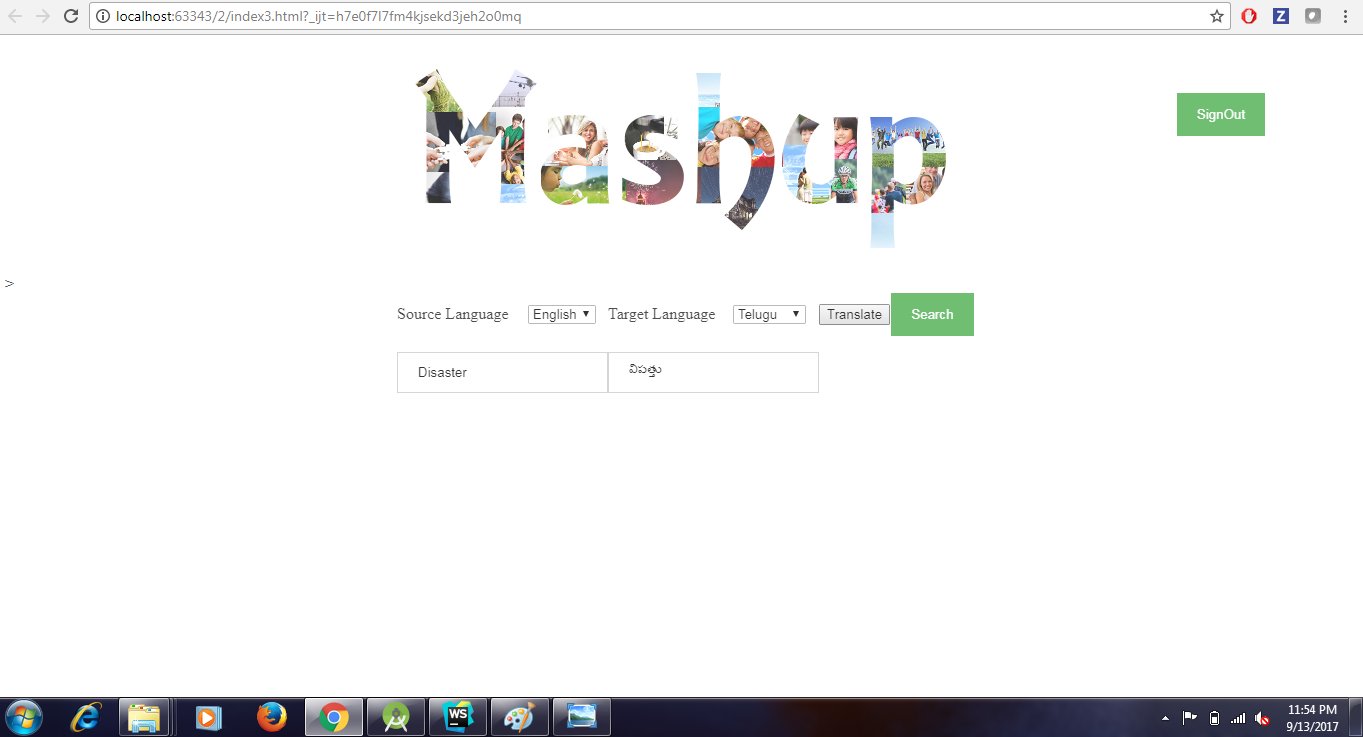 localhost:63343/2/index3.html?_ijt=h7e0f7l7fm4kjsekd3jeh2o0mq
Z
Mashup
SignOut
>
Source Language English Target Language Telugu Translate Search
Disaster విపత్తు
WS
11:54 PM
9/13/2017